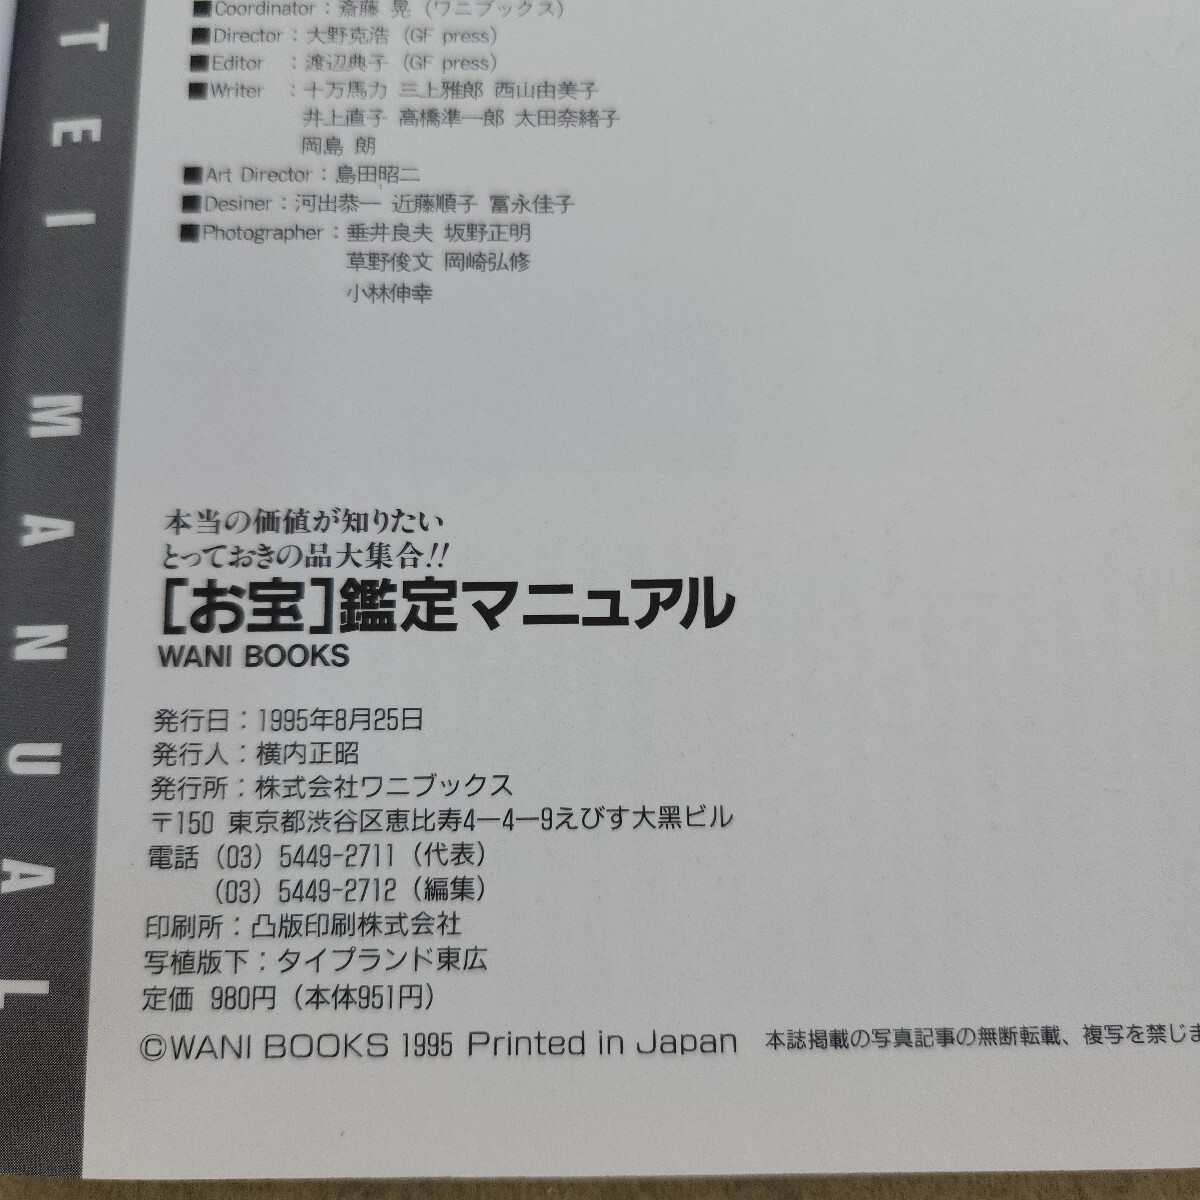 TEI MANUAL
■Coordinator：斎藤 晃（ワニブックス）
■Director：大野克浩（GF press）
■Editor ：渡辺典子（GF press）
■Writer ：十万馬力 三上雅郎 西山由美子
井上直子 高橋準一郎 太田奈緒子
岡島 朗
■Art Director：島田昭二
■Desiner：河出恭一 近藤順子 冨永佳子
■Photographer：垂井良夫 坂野正明
草野俊文 岡崎弘修
小林伸幸
本当の価値が知りたい
とっておきの品大集合!!
［お宝］鑑定マニュアル
WANI BOOKS
発行日：1995年8月25日
発行人：横内正昭
発行所：株式会社ワニブックス
〒150 東京都渋谷区恵比寿4―4―9えびす大黒ビル
電話（03）5449-2711（代表）
（03）5449-2712（編集）
印刷所：凸版印刷株式会社
写植版下：タイプランド東広
定価 980円（本体951円）
©WANI BOOKS 1995 Printed in Japan 本誌掲載の写真記事の無断転載、複写を禁じま